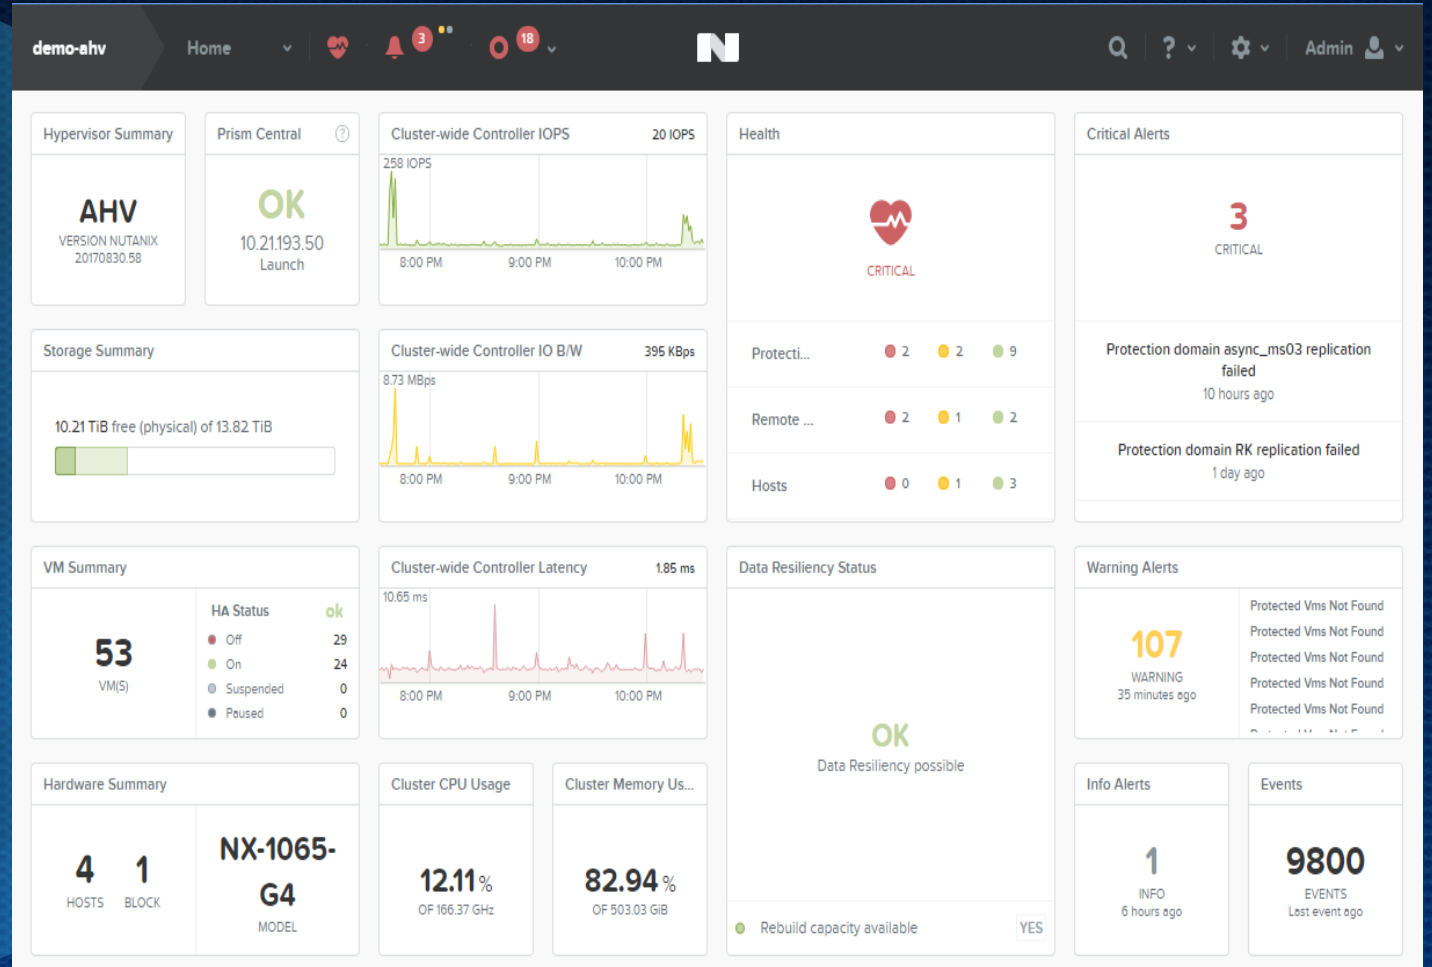 demo-ahv
Home
3
18
?
Admin
Hypervisor Summary
AHV
VERSION NUTANIX
20170830.58
Prism Central
?
OK
10.21.193.50
Launch
Cluster-wide Controller IOPS
20 IOPS
258 IOPS
8:00 PM
9:00 PM
10:00 PM
Health
CRITICAL
Protecti... 2 2 9
Remote ... 2 1 2
Hosts 0 1 3
Critical Alerts
3
CRITICAL
Protection domain async_ms03 replication
failed
10 hours ago
Protection domain RK replication failed
1 day ago
Storage Summary
10.21 TiB free (physical) of 13.82 TiB
Cluster-wide Controller IO B/W
395 KBps
8.73 MBps
8:00 PM
9:00 PM
10:00 PM
VM Summary
53
VM(S)
HA Status ok
Off 29
On 24
Suspended 0
Paused 0
Cluster-wide Controller Latency
1.85 ms
10.65 ms
8:00 PM
9:00 PM
10:00 PM
Data Resiliency Status
OK
Data Resiliency possible
Rebuild capacity available YES
Warning Alerts
107
WARNING
35 minutes ago
Protected Vms Not Found
Protected Vms Not Found
Protected Vms Not Found
Protected Vms Not Found
Protected Vms Not Found
Hardware Summary
4
HOSTS
1
BLOCK
NX-1065-
G4
MODEL
Cluster CPU Usage
12.11 %
OF 166.37 GHz
Cluster Memory Us...
82.94 %
OF 503.03 GiB
Info Alerts
1
INFO
6 hours ago
Events
9800
EVENTS
Last event ago